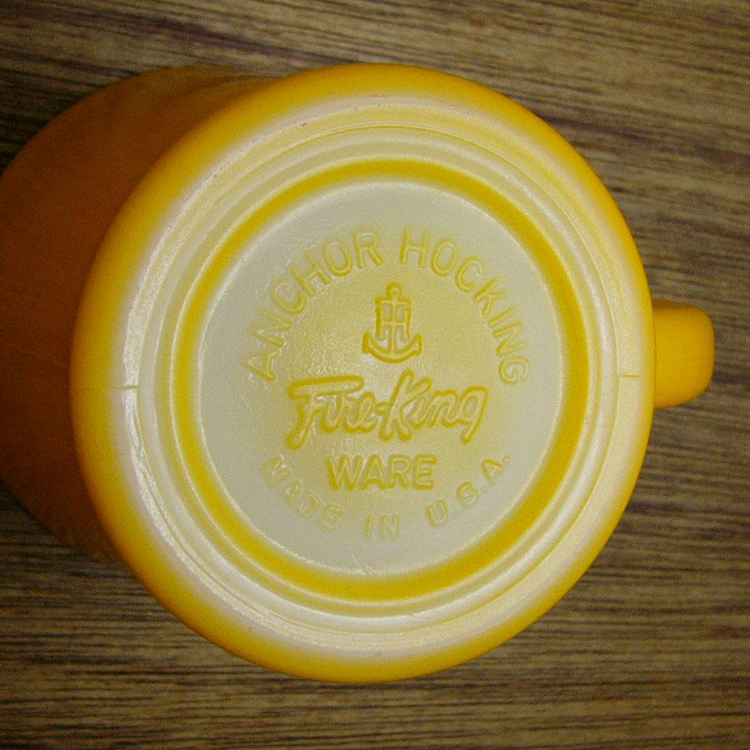 ANCHOR HOCKING
H
Fire-King
WARE
MADE IN U.S.A.